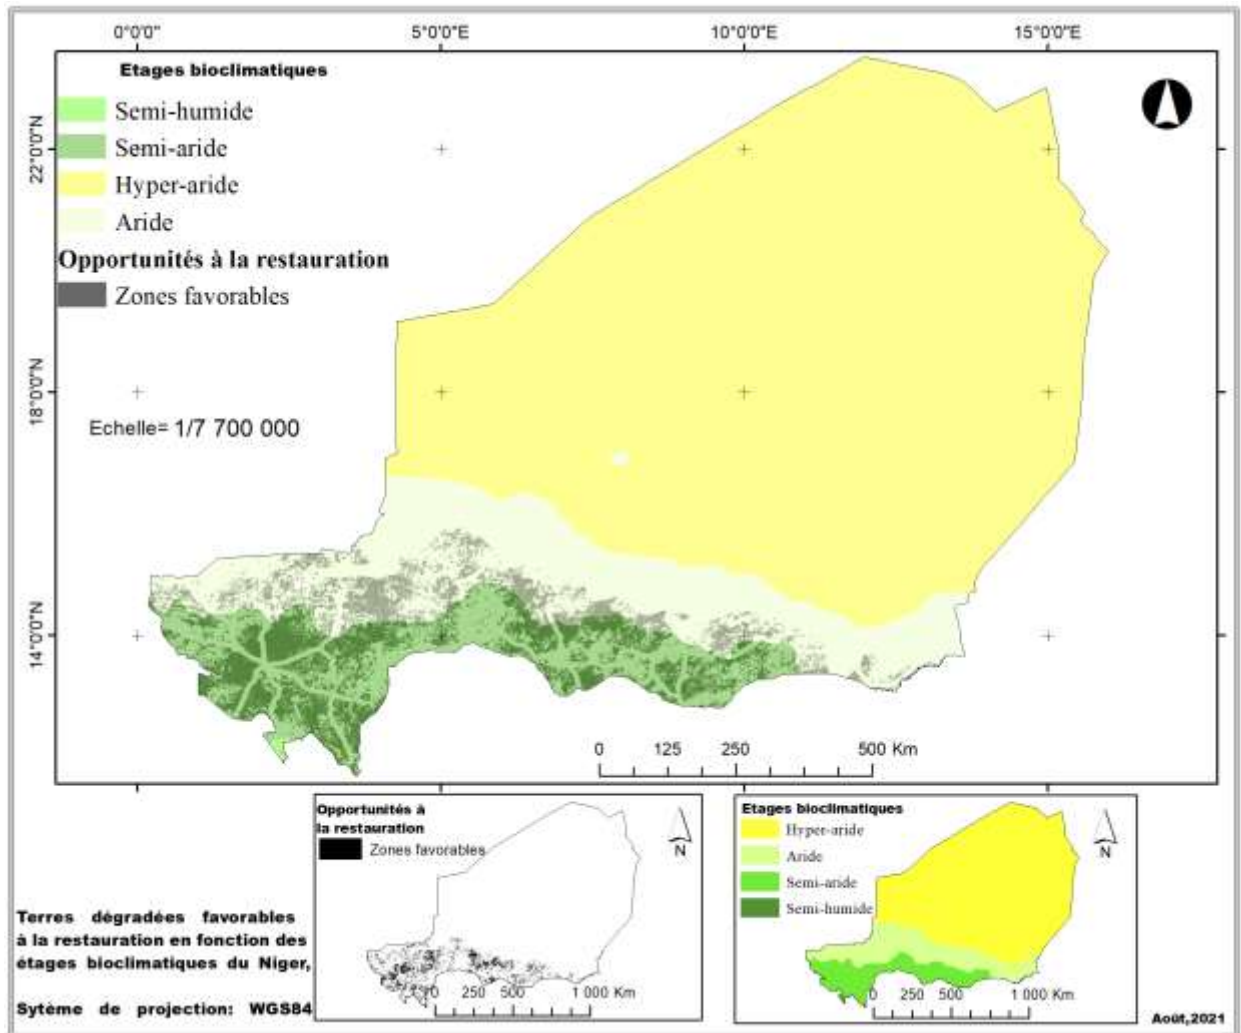 0°0'0"
5°0'0"E
10°0'0"E
15°0'0"E
Etages bioclimatiques
Semi-humide
Semi-aride
Hyper-aride
Aride
Opportunités à la restauration
Zones favorables
22°0'0"N
18°0'0"N
14°0'0"N
Echelle= 1/7 700 000
0 125 250 500 Km
Opportunités à
la restauration
Zones favorables
N
0 250 500 1 000 Km
Etages bioclimatiques
Hyper-aride
Aride
Semi-aride
Semi-humide
N
0 250 500 1 000 Km
Terres dégradées favorables
à la restauration en fonction des
étages bioclimatiques du Niger,
Sytème de projection: WGS84
Août,2021